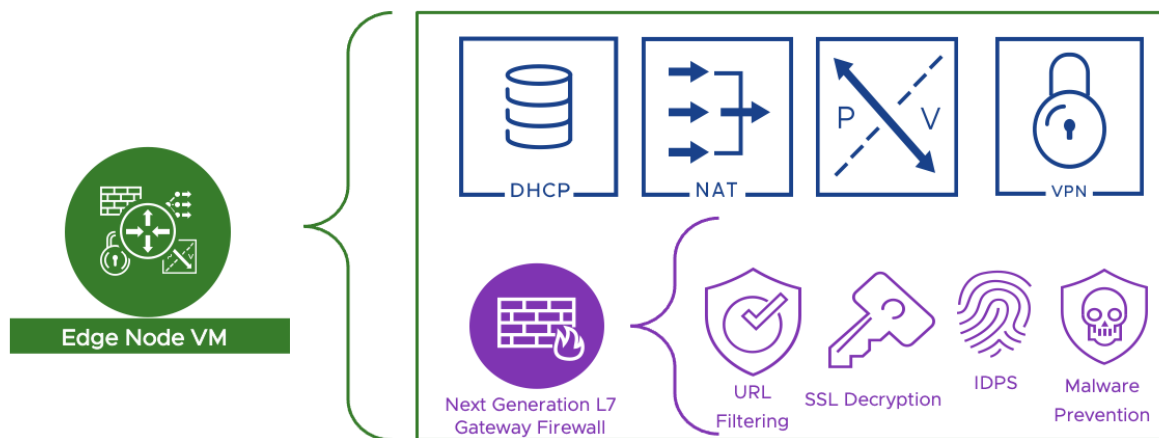 DHCP
NAT
P V
VPN
Edge Node VM
Next Generation L7
Gateway Firewall
URL
Filtering
SSL Decryption
IDPS
Malware
Prevention